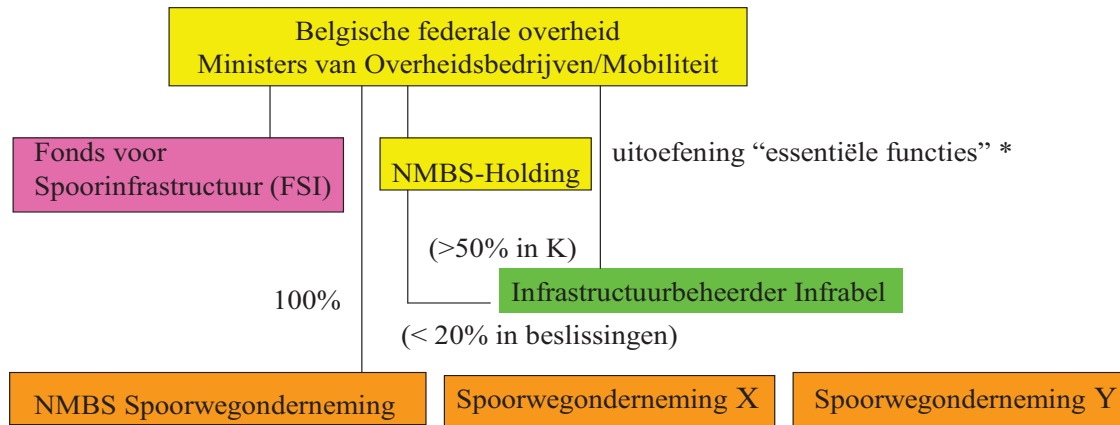 Belgische federale overheid
Ministers van Overheidsbedrijven/Mobiliteit
Fonds voor
Spoorinfrastructuur (FSI)
NMBS-Holding
uitoefening “essentiële functies” *
(>50% in K)
100%
Infrastructuurbeheerder Infrabel
(< 20% in beslissingen)
NMBS Spoorwegonderneming
Spoorwegonderneming X
Spoorwegonderneming Y